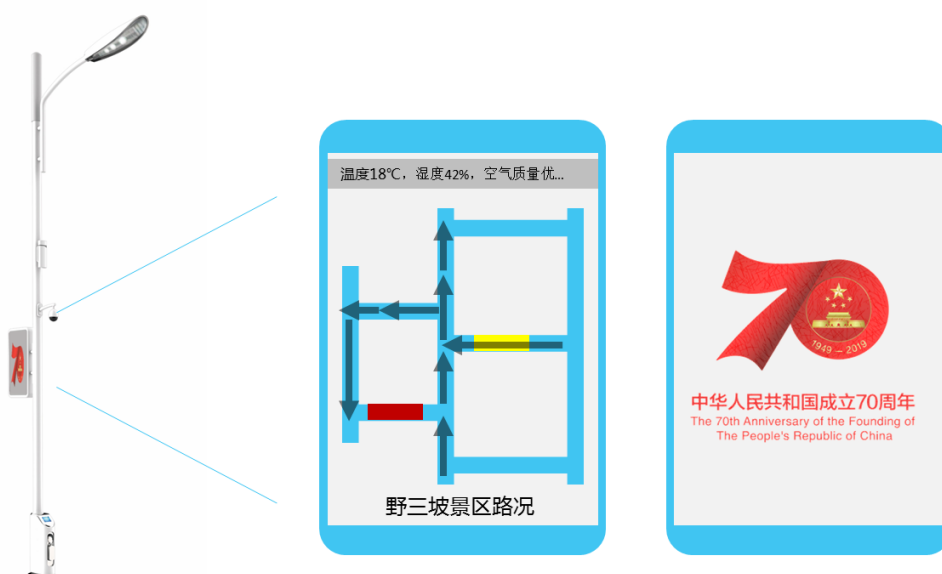 温度18℃，湿度42%，空气质量优...
野三坡景区路况
70
1949 – 2019
中华人民共和国成立70周年
The 70th Anniversary of the Founding of
The People's Republic of China
70